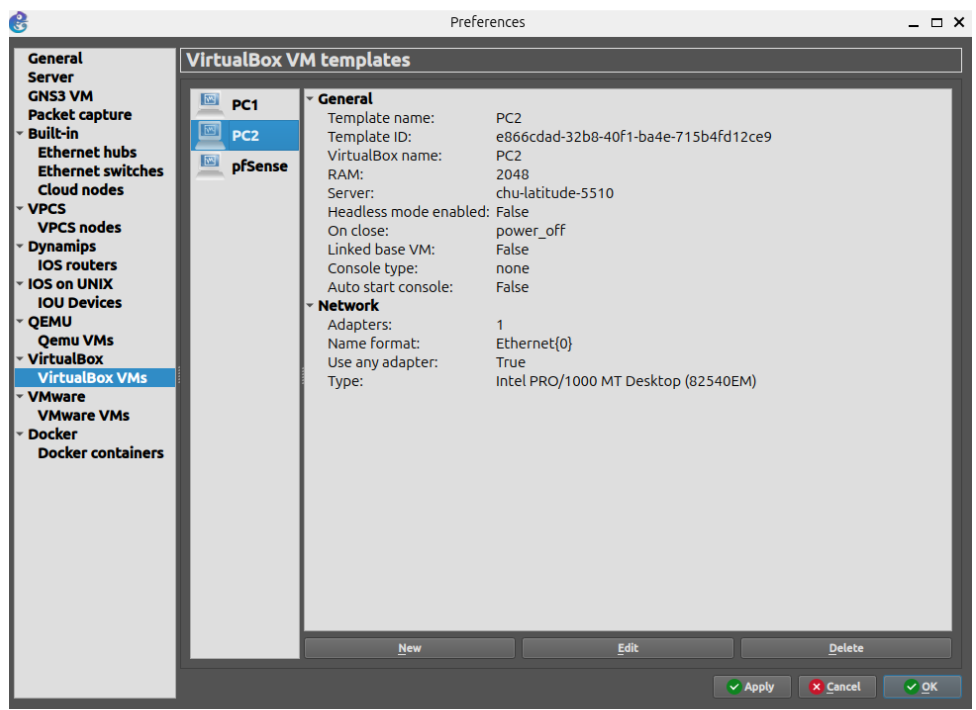 Preferences
General
Server
GNS3 VM
Packet capture
Built-in
Ethernet hubs
Ethernet switches
Cloud nodes
VPCS
VPCS nodes
Dynamips
IOS routers
IOS on UNIX
IOU Devices
QEMU
Qemu VMs
VirtualBox
VirtualBox VMs
VMware
VMware VMs
Docker
Docker containers
VirtualBox VM templates
PC1
PC2
pfSense
General
Template name: PC2
Template ID: e866cdad-32b8-40f1-ba4e-715b4fd12ce9
VirtualBox name: PC2
RAM: 2048
Server: chu-latitude-5510
Headless mode enabled: False
On close: power_off
Linked base VM: False
Console type: none
Auto start console: False
Network
Adapters: 1
Name format: Ethernet{0}
Use any adapter: True
Type: Intel PRO/1000 MT Desktop (82540EM)
New Edit Delete
Apply Cancel OK